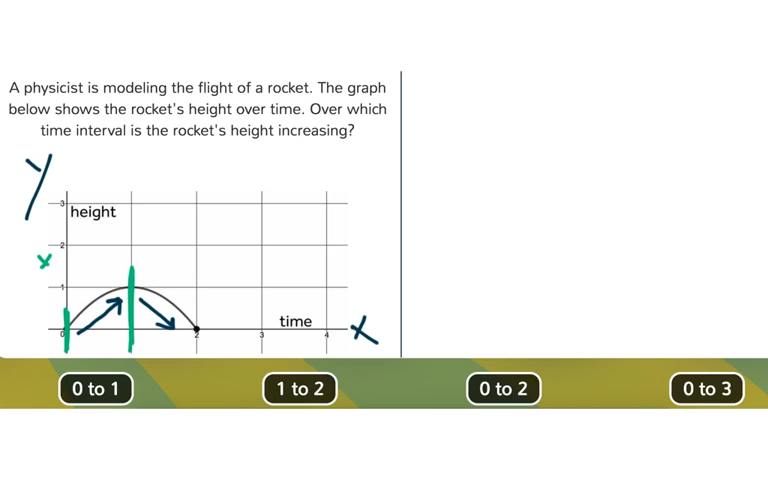 A physicist is modeling the flight of a rocket. The graph
below shows the rocket's height over time. Over which
time interval is the rocket's height increasing?
y
3
height
2
x
1
time
x
0
2
3
4
0 to 1
1 to 2
0 to 2
0 to 3